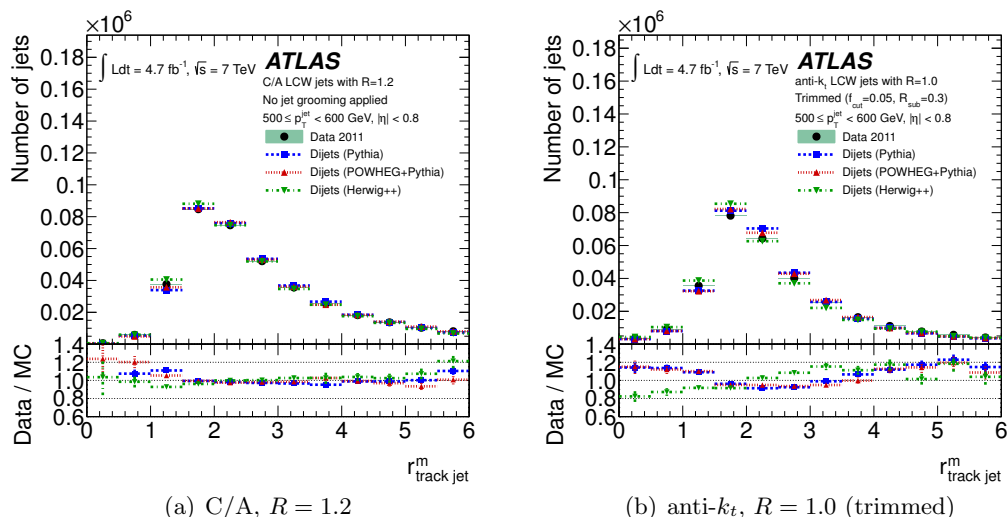 ×10⁶
Number of jets
0.18
0.16
0.14
0.12
0.1
0.08
0.06
0.04
0.02
∫ Ldt = 4.7 fb⁻¹, √s = 7 TeV
ATLAS
C/A LCW jets with R=1.2
No jet grooming applied
500 ≤ p_T^jet < 600 GeV, |η| < 0.8
Data 2011
Dijets (Pythia)
Dijets (POWHEG+Pythia)
Dijets (Herwig++)
Data / MC
1.4
1.2
1.0
0.8
0.6
0 1 2 3 4 5 6
r^m_track jet
(a) C/A, R = 1.2
×10⁶
Number of jets
0.18
0.16
0.14
0.12
0.1
0.08
0.06
0.04
0.02
∫ Ldt = 4.7 fb⁻¹, √s = 7 TeV
ATLAS
anti-k_t LCW jets with R=1.0
Trimmed (f_cut=0.05, R_sub=0.3)
500 ≤ p_T^jet < 600 GeV, |η| < 0.8
Data 2011
Dijets (Pythia)
Dijets (POWHEG+Pythia)
Dijets (Herwig++)
Data / MC
1.4
1.2
1.0
0.8
0.6
0 1 2 3 4 5 6
r^m_track jet
(b) anti-k_t, R = 1.0 (trimmed)